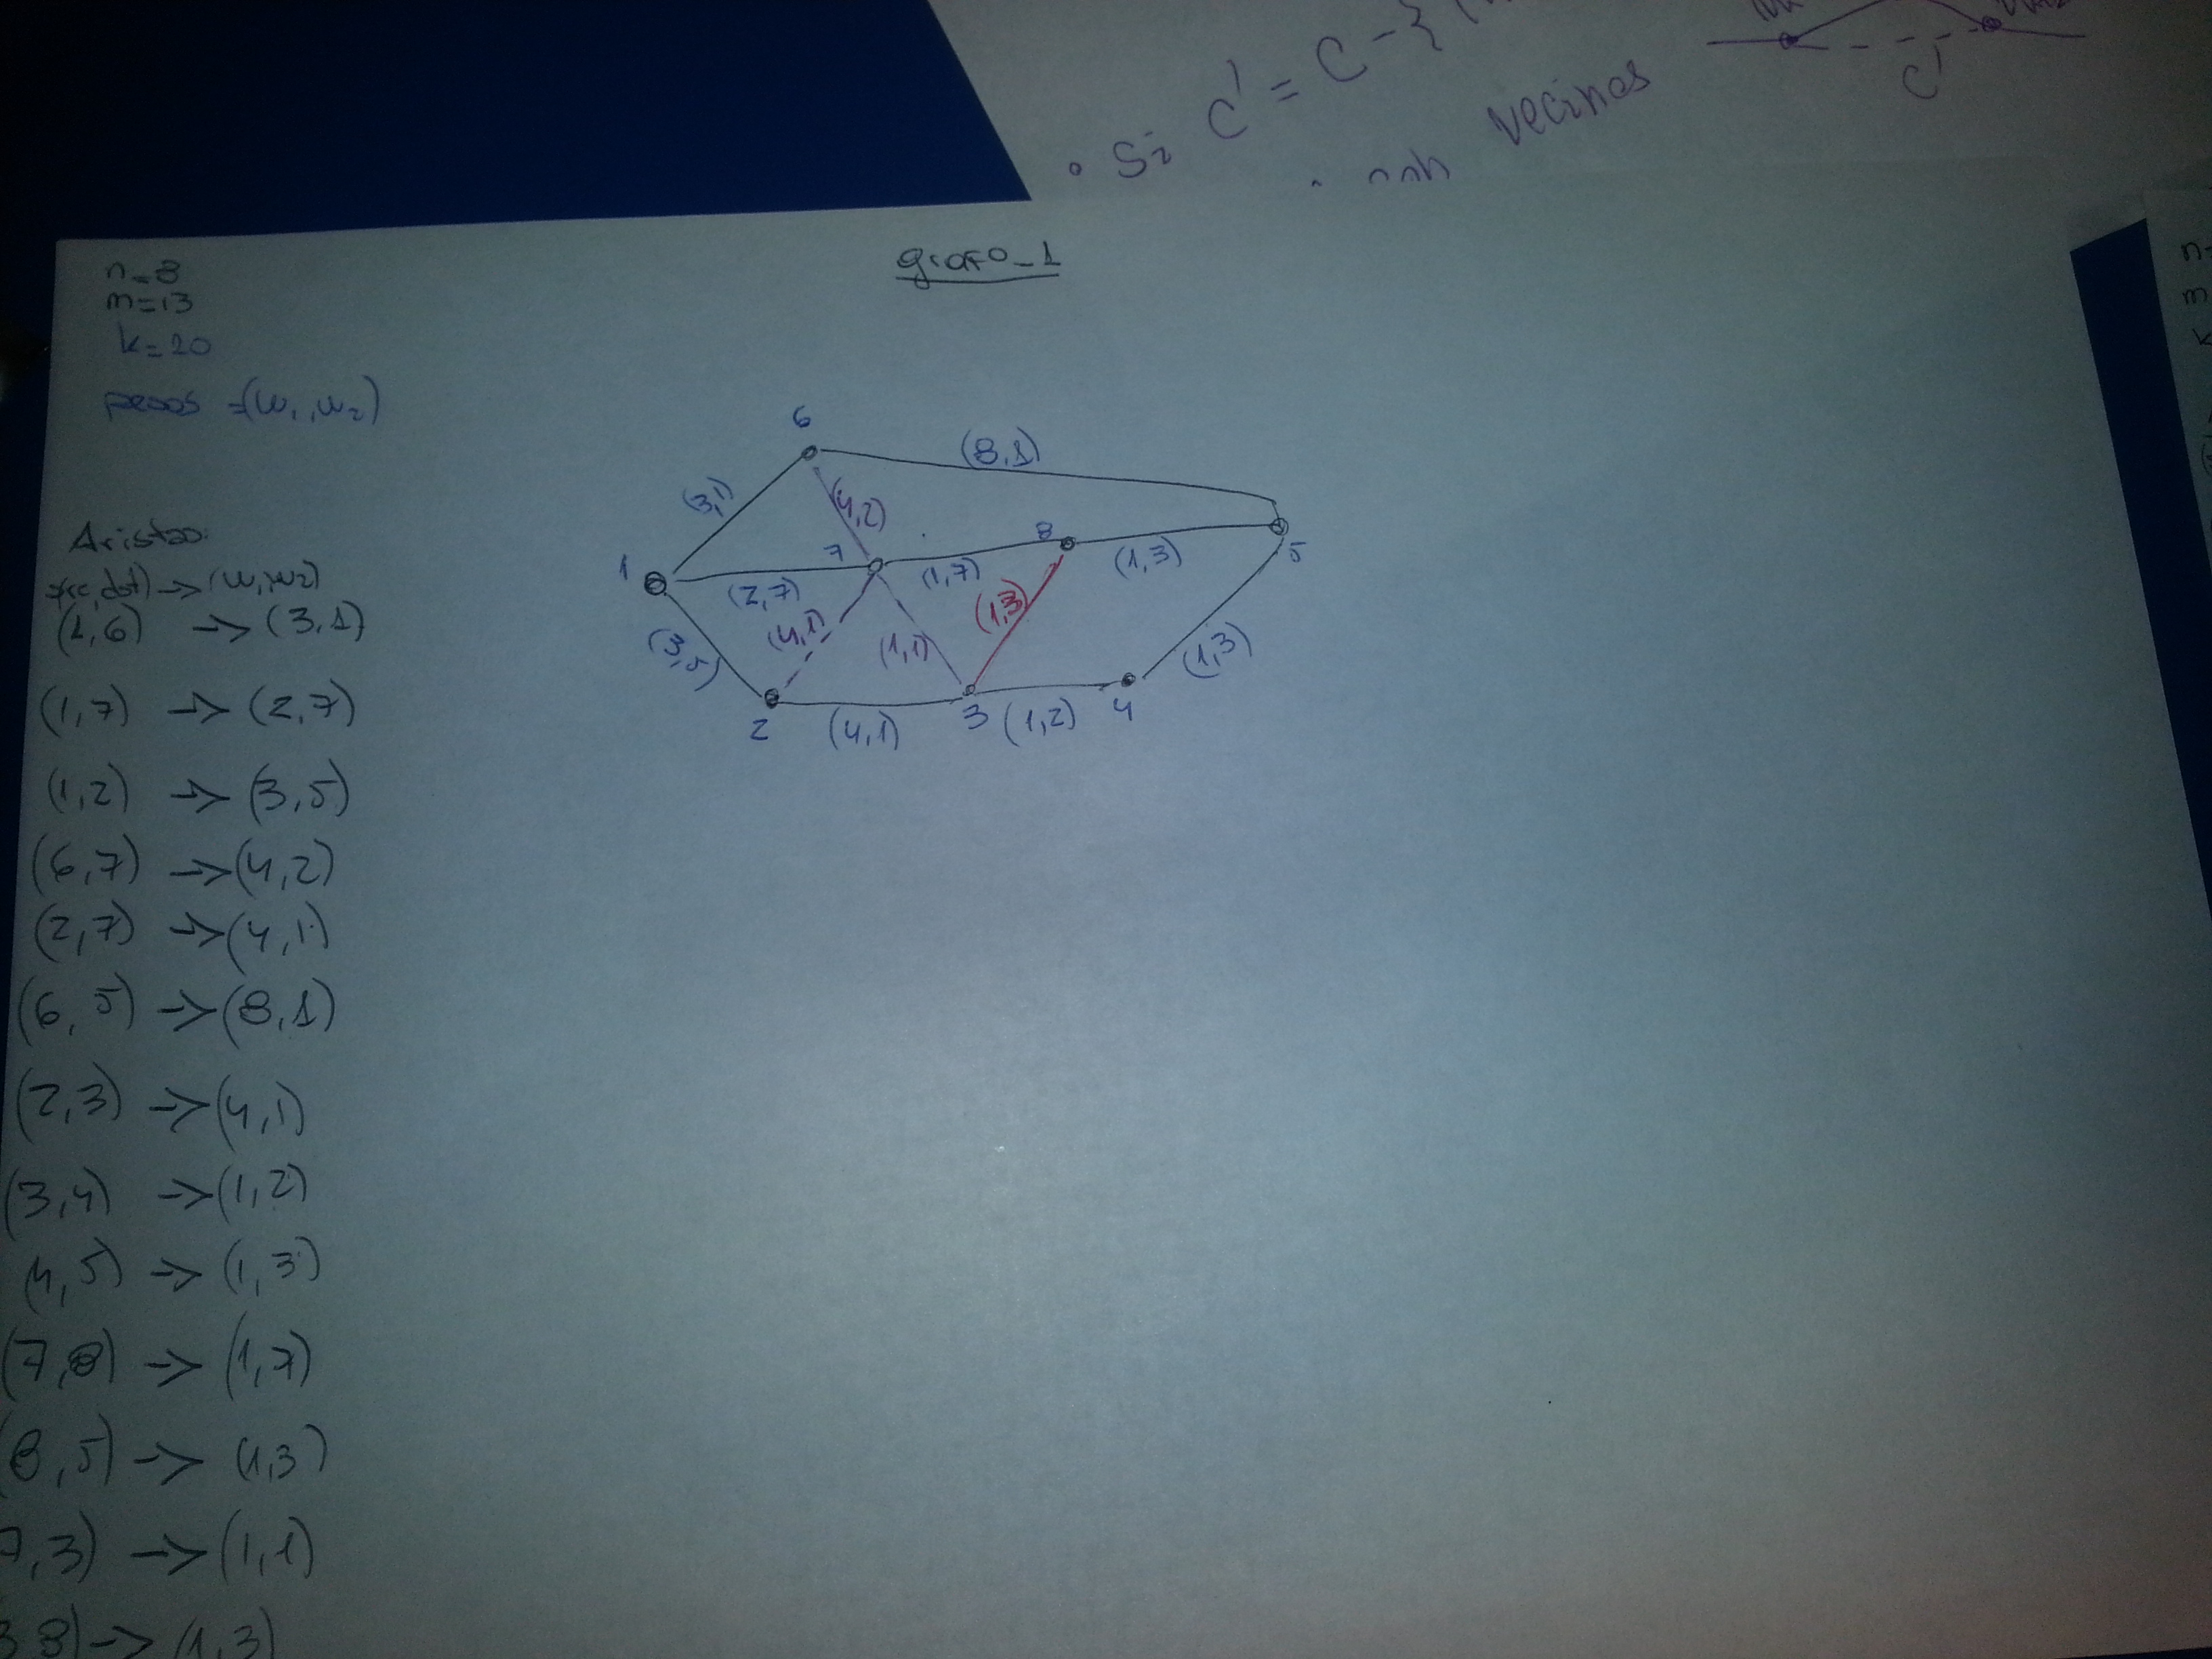 grafo_1
n=8
m=13
k=20
pesos =(w1,w2)
Aristas:
→(w1,w2)
(1,6) → (3,1)
(1,7) → (2,7)
(1,2) → (3,5)
(6,7) → (4,2)
(2,7) → (4,1)
(6,5) → (8,1)
(2,3) → (4,1)
(3,4) → (1,2)
(4,5) → (1,3)
(7,8) → (1,7)
(8,5) → (1,3)
(7,3) → (1,1)
(3,8) → (1,3)
6
(3,1)
(8,1)
1
7
(4,2)
8
(2,7)
(1,7)
(1,3)
5
(3,5)
(4,1)
(1,1)
(1,3)
(1,3)
2
(4,1)
3
(1,2)
4
Si C' = C - {
vecinos
C'